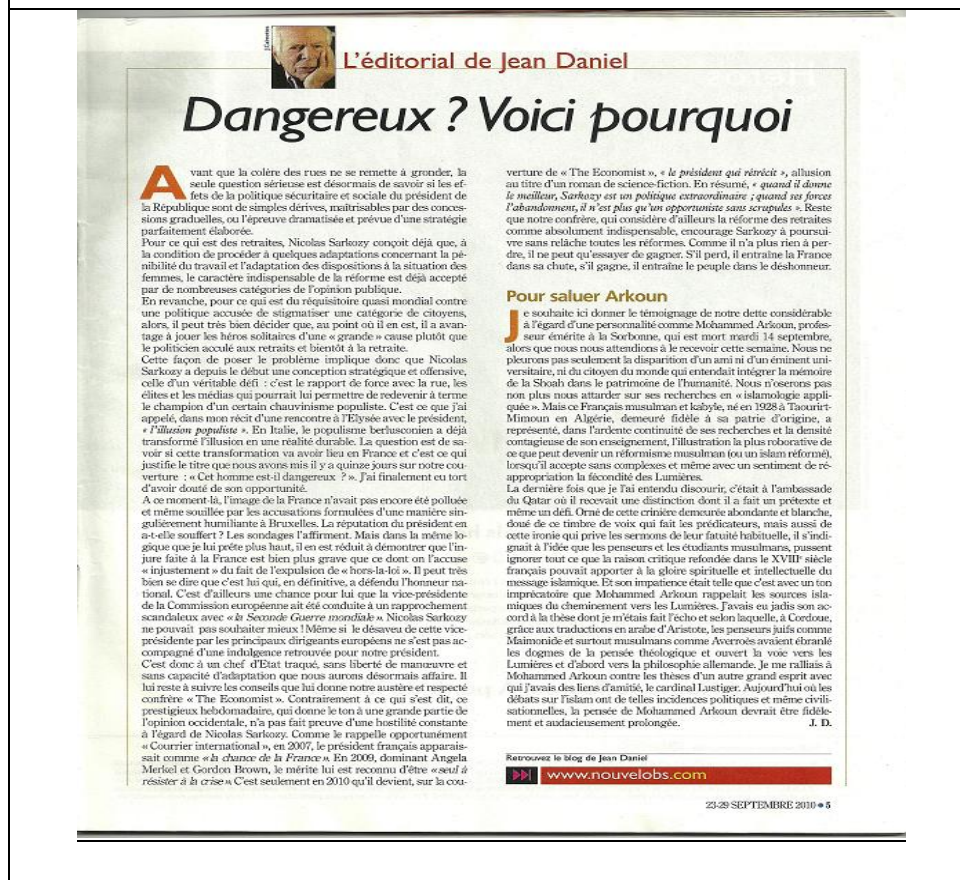 J.Calventus
L'éditorial de Jean Daniel
Dangereux ? Voici pourquoi
Avant que la colère des rues ne se remette à gronder, la
seule question sérieuse est désormais de savoir si les ef-
fets de la politique sécuritaire et sociale du président de
la République sont de simples dérives, maîtrisables par des conces-
sions graduelles, ou l'épreuve dramatisée et prévue d'une stratégie
parfaitement élaborée.
Pour ce qui est des retraites, Nicolas Sarkozy conçoit déjà que, à
la condition de procéder à quelques adaptations concernant la pé-
nibilité du travail et l'adaptation des dispositions à la situation des
femmes, le caractère indispensable de la réforme est déjà accepté
par de nombreuses catégories de l'opinion publique.
En revanche, pour ce qui est du réquisitoire quasi mondial contre
une politique accusée de stigmatiser une catégorie de citoyens,
alors, il peut très bien décider que, au point où il en est, il a avan-
tage à jouer les héros solitaires d'une « grande » cause plutôt que
le politicien acculé aux retraits et bientôt à la retraite.
Cette façon de poser le problème implique donc que Nicolas
Sarkozy a depuis le début une conception stratégique et offensive,
celle d'un véritable défi : c'est le rapport de force avec la rue, les
élites et les médias qui pourrait lui permettre de redevenir à terme
le champion d'un certain chauvinisme populiste. C'est ce que j'ai
appelé, dans mon récit d'une rencontre à l'Elysée avec le président,
« l'illusion populiste ». En Italie, le populisme berlusconien a déjà
transformé l'illusion en une réalité durable. La question est de sa-
voir si cette transformation va avoir lieu en France et c'est ce qui
justifie le titre que nous avons mis il y a quinze jours sur notre cou-
verture : « Cet homme est-il dangereux ? ». J'ai finalement eu tort
d'avoir douté de son opportunité.
A ce moment-là, l'image de la France n'avait pas encore été polluée
et même souillée par les accusations formulées d'une manière sin-
gulièrement humiliante à Bruxelles. La réputation du président en
a-t-elle souffert ? Les sondages l'affirment. Mais dans la même lo-
gique que je lui prête plus haut, il en est réduit à démontrer que l'in-
jure faite à la France est bien plus grave que ce dont on l'accuse
« injustement » du fait de l'expulsion de « hors-la-loi ». Il peut très
bien se dire que c'est lui qui, en définitive, a défendu l'honneur na-
tional. C'est d'ailleurs une chance pour lui que la vice-présidente
de la Commission européenne ait été conduite à un rapprochement
scandaleux avec « la Seconde Guerre mondiale ». Nicolas Sarkozy
ne pouvait pas souhaiter mieux ! Même si le désaveu de cette vice-
présidente par les principaux dirigeants européens ne s'est pas ac-
compagné d'une indulgence retrouvée pour notre président.
C'est donc à un chef d'Etat traqué, sans liberté de manœuvre et
sans capacité d'adaptation que nous aurons désormais affaire. Il
lui reste à suivre les conseils que lui donne notre austère et respecté
confrère « The Economist ». Contrairement à ce qui s'est dit, ce
prestigieux hebdomadaire, qui donne le ton à une grande partie de
l'opinion occidentale, n'a pas fait preuve d'une hostilité constante
à l'égard de Nicolas Sarkozy. Comme le rappelle opportunément
« Courrier international », en 2007, le président français apparais-
sait comme « la chance de la France ». En 2009, dominant Angela
Merkel et Gordon Brown, le mérite lui est reconnu d'être « seul à
résister à la crise ». C'est seulement en 2010 qu'il devient, sur la cou-
verture de « The Economist », « le président qui rétrécit », allusion
au titre d'un roman de science-fiction. En résumé, « quand il donne
le meilleur, Sarkozy est un politique extraordinaire ; quand ses forces
l'abandonnent, il n'est plus qu'un opportuniste sans scrupules ». Reste
que notre confrère, qui considère d'ailleurs la réforme des retraites
comme absolument indispensable, encourage Sarkozy à poursui-
vre sans relâche toutes les réformes. Comme il n'a plus rien à per-
dre, il ne peut qu'essayer de gagner. S'il perd, il entraîne la France
dans sa chute, s'il gagne, il entraîne le peuple dans le déshonneur.
Pour saluer Arkoun
Je souhaite ici donner le témoignage de notre dette considérable
à l'égard d'une personnalité comme Mohammed Arkoun, profes-
seur émérite à la Sorbonne, qui est mort mardi 14 septembre,
alors que nous nous attendions à le recevoir cette semaine. Nous ne
pleurons pas seulement la disparition d'un ami ni d'un éminent uni-
versitaire, ni du citoyen du monde qui entendait intégrer la mémoire
de la Shoah dans le patrimoine de l'humanité. Nous n'oserons pas
non plus nous attarder sur ses recherches en « islamologie appli-
quée ». Mais ce Français musulman et kabyle, né en 1928 à Taourirt-
Mimoun en Algérie, demeuré fidèle à sa patrie d'origine, a
représenté, dans l'ardente continuité de ses recherches et la densité
contagieuse de son enseignement, l'illustration la plus roborative de
ce que peut devenir un réformisme musulman (ou un islam réformé),
lorsqu'il accepte sans complexes et même avec un sentiment de ré-
appropriation la fécondité des Lumières.
La dernière fois que je l'ai entendu discourir, c'était à l'ambassade
du Qatar où il recevait une distinction dont il a fait un prétexte et
même un défi. Orné de cette crinière demeurée abondante et blanche,
doué de ce timbre de voix qui fait les prédicateurs, mais aussi de
cette ironie qui prive les sermons de leur fatuité habituelle, il s'indi-
gnait à l'idée que les penseurs et les étudiants musulmans, pussent
ignorer tout ce que la raison critique refondée dans le XVIIIe siècle
français pouvait apporter à la gloire spirituelle et intellectuelle du
message islamique. Et son impatience était telle que c'est avec un ton
imprécatoire que Mohammed Arkoun rappelait les sources isla-
miques du cheminement vers les Lumières. J'avais eu jadis son ac-
cord à la thèse dont je m'étais fait l'écho et selon laquelle, à Cordoue,
grâce aux traductions en arabe d'Aristote, les penseurs juifs comme
Maimonide et surtout musulmans comme Averroès avaient ébranlé
les dogmes de la pensée théologique et ouvert la voie vers les
Lumières et d'abord vers la philosophie allemande. Je me ralliais à
Mohammed Arkoun contre les thèses d'un autre grand esprit avec
qui j'avais des liens d'amitié, le cardinal Lustiger. Aujourd'hui où les
débats sur l'islam ont de telles incidences politiques et même civili-
sationnelles, la pensée de Mohammed Arkoun devrait être fidèle-
ment et audacieusement prolongée. J. D.
Retrouvez le blog de Jean Daniel
www.nouvelobs.com
23-29 SEPTEMBRE 2010 ● 5